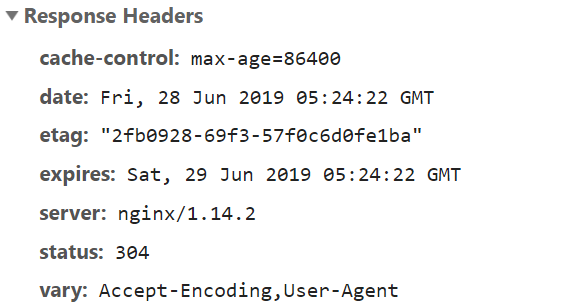 Response Headers
cache-control: max-age=86400
date: Fri, 28 Jun 2019 05:24:22 GMT
etag: "2fb0928-69f3-57f0c6d0fe1ba"
expires: Sat, 29 Jun 2019 05:24:22 GMT
server: nginx/1.14.2
status: 304
vary: Accept-Encoding,User-Agent